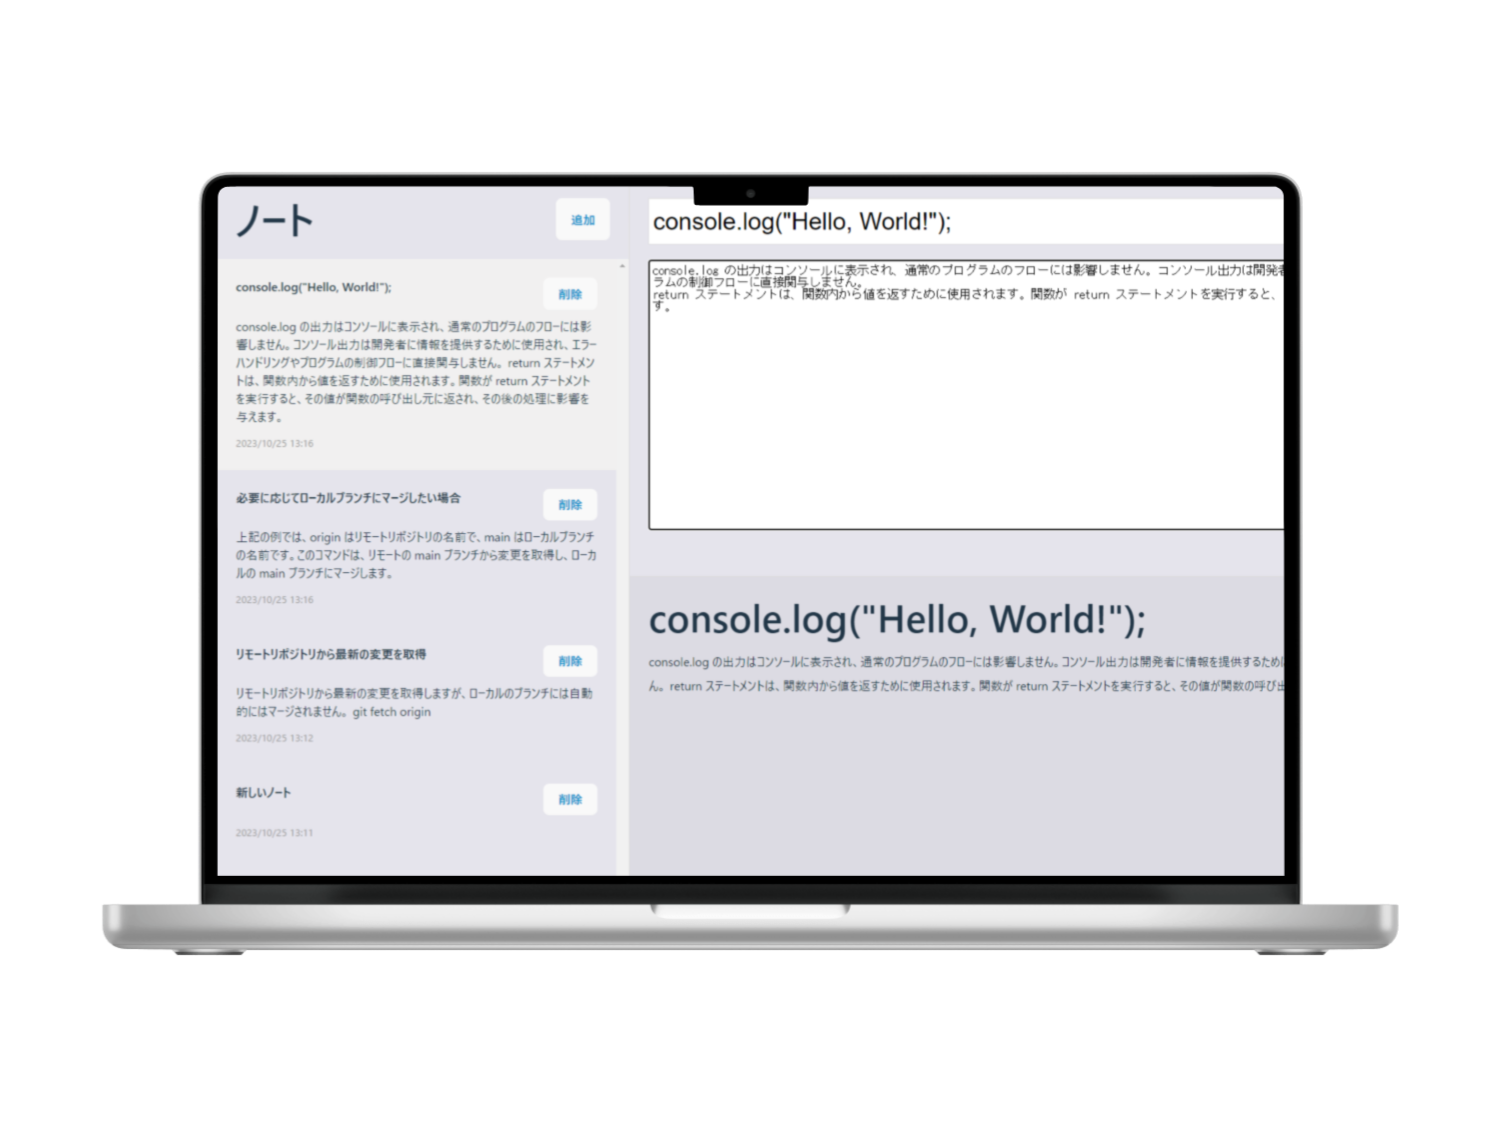 ノート
追加
console.log("Hello, World!");
削除
console.log の出力はコンソールに表示され、通常のプログラムのフローには影
響しません。コンソール出力は開発者に情報を提供するために使用され、エラー
ハンドリングやプログラムの制御フローに直接関与しません。return ステートメン
トは、関数内から値を返すために使用されます。関数が return ステートメント
を実行すると、その値が関数の呼び出し元に返され、その後の処理に影響を
与えます。
2023/10/25 13:16
必要に応じてローカルブランチにマージしたい場合
削除
上記の例では、origin はリモートリポジトリの名前で、main はローカルブランチ
の名前です。このコマンドは、リモートの main ブランチから変更を取得し、ローカ
ルの main ブランチにマージします。
2023/10/25 13:16
リモートリポジトリから最新の変更を取得
削除
リモートリポジトリから最新の変更を取得しますが、ローカルのブランチには自動
的にはマージされません。git fetch origin
2023/10/25 13:12
新しいノート
削除
2023/10/25 13:11
console.log("Hello, World!");
console.log の出力はコンソールに表示され、通常のプログラムのフローには影響しません。コンソール出力は開発者
ラムの制御フローに直接関与しません。
return ステートメントは、関数内から値を返すために使用されます。関数が return ステートメントを実行すると、
す。
console.log("Hello, World!");
console.log の出力はコンソールに表示され、通常のプログラムのフローには影響しません。コンソール出力は開発者に情報を提供するために
ん。return ステートメントは、関数内から値を返すために使用されます。関数が return ステートメントを実行すると、その値が関数の呼び出